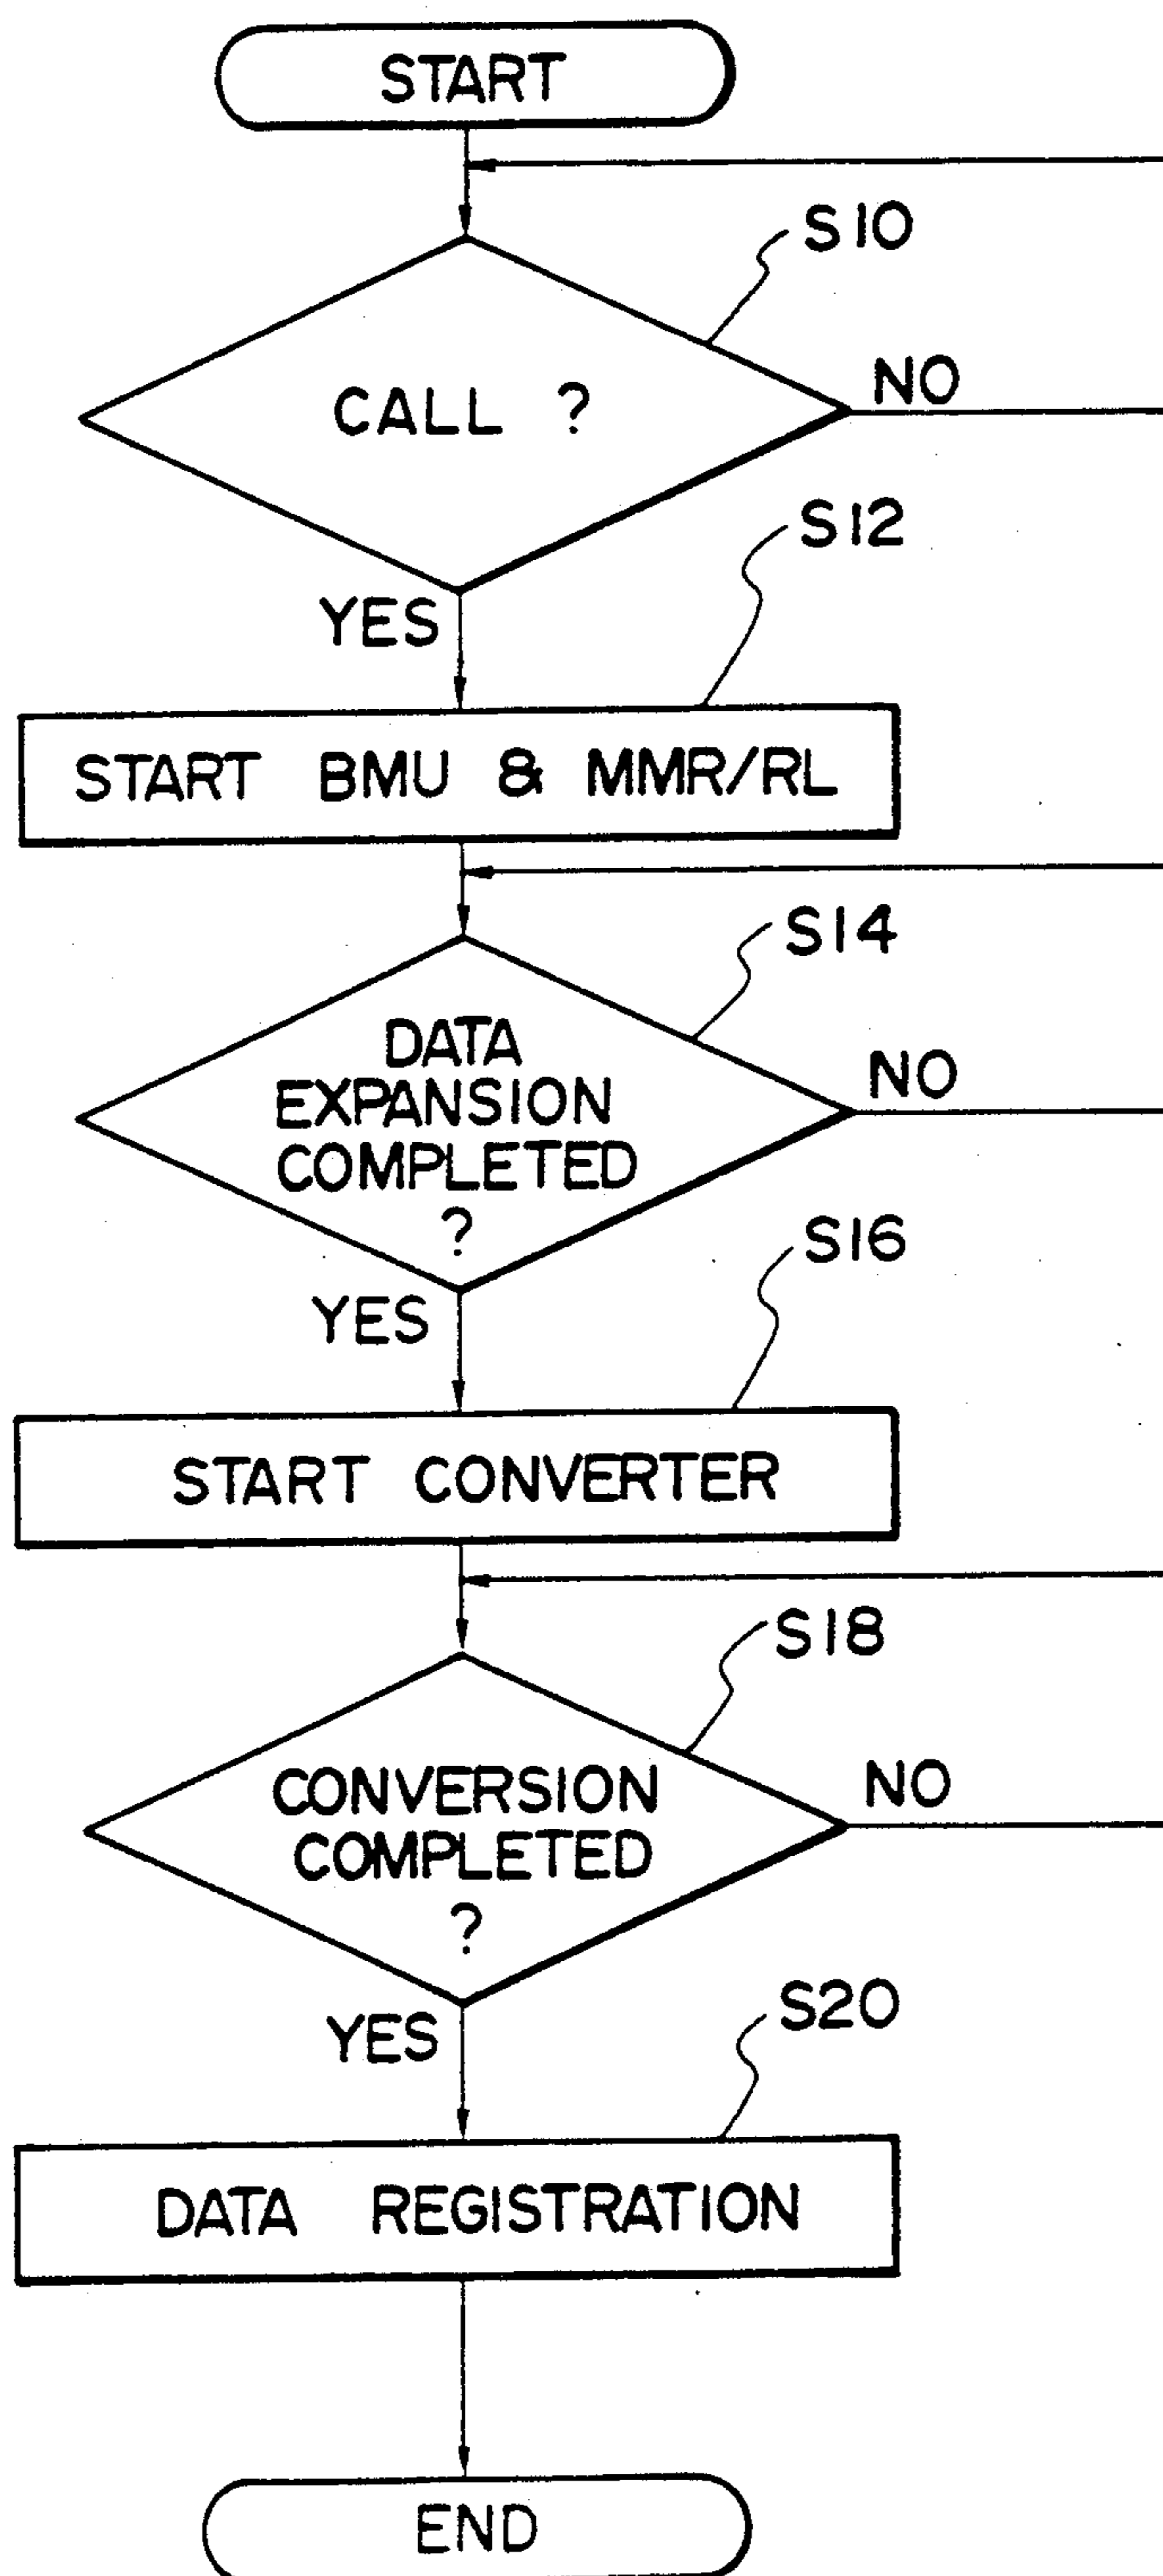 START
S10
CALL ?
NO
S12
YES
START BMU & MMR/RL
S14
DATA
EXPANSION
COMPLETED
?
NO
S16
YES
START CONVERTER
S18
CONVERSION
COMPLETED
?
NO
S20
YES
DATA REGISTRATION
END